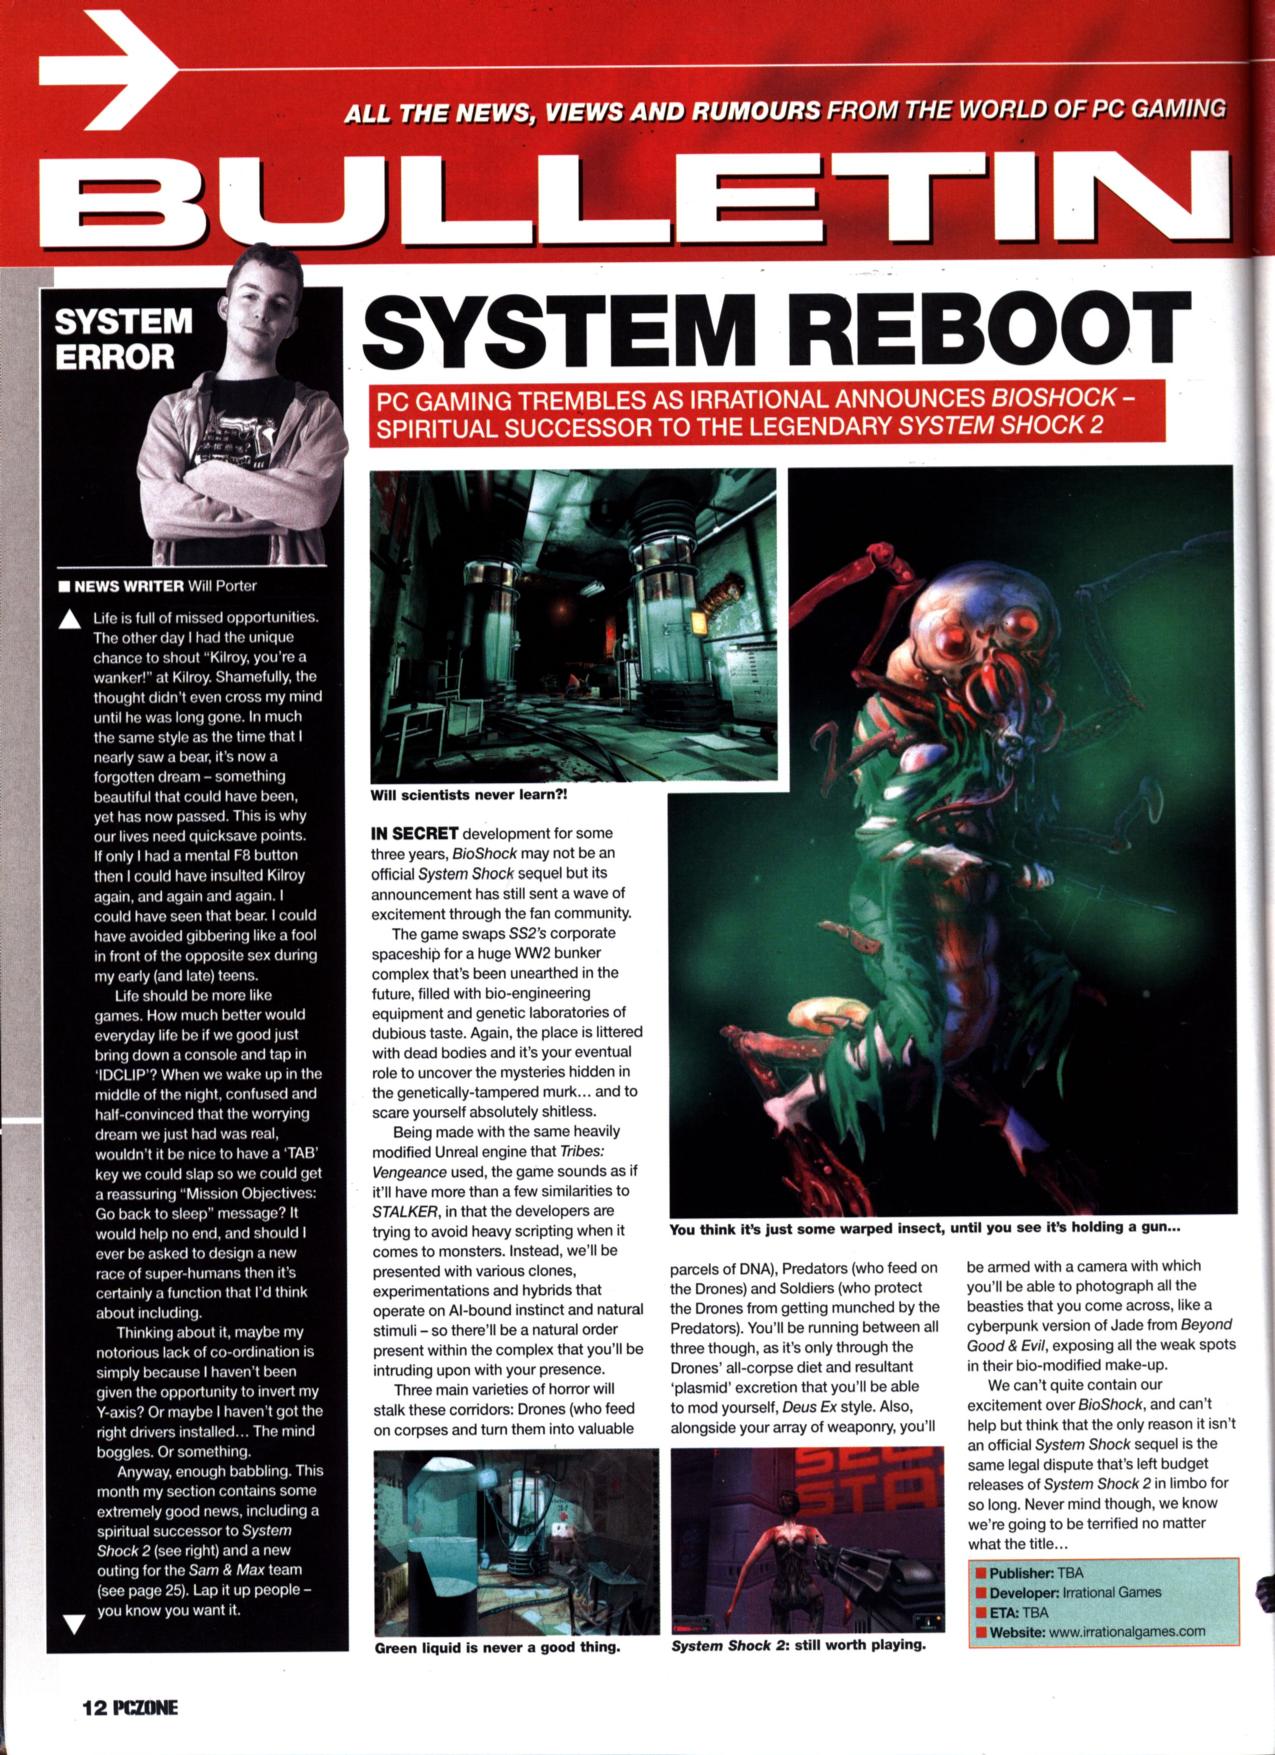 ALL THE NEWS, VIEWS AND RUMOURS FROM THE WORLD OF PC GAMING
BULLETIN
SYSTEM
ERROR
NEWS WRITER Will Porter
Life is full of missed opportunities.
The other day I had the unique
chance to shout "Kilroy, you're a
wanker!" at Kilroy. Shamefully, the
thought didn't even cross my mind
until he was long gone. In much
the same style as the time that I
nearly saw a bear, it's now a
forgotten dream – something
beautiful that could have been,
yet has now passed. This is why
our lives need quicksave points.
If only I had a mental F8 button
then I could have insulted Kilroy
again, and again and again. I
could have seen that bear. I could
have avoided gibbering like a fool
in front of the opposite sex during
my early (and late) teens.
Life should be more like
games. How much better would
everyday life be if we good just
bring down a console and tap in
'IDCLIP'? When we wake up in the
middle of the night, confused and
half-convinced that the worrying
dream we just had was real,
wouldn't it be nice to have a 'TAB'
key we could slap so we could get
a reassuring "Mission Objectives:
Go back to sleep" message? It
would help no end, and should I
ever be asked to design a new
race of super-humans then it's
certainly a function that I'd think
about including.
Thinking about it, maybe my
notorious lack of co-ordination is
simply because I haven't been
given the opportunity to invert my
Y-axis? Or maybe I haven't got the
right drivers installed... The mind
boggles. Or something.
Anyway, enough babbling. This
month my section contains some
extremely good news, including a
spiritual successor to System
Shock 2 (see right) and a new
outing for the Sam & Max team
(see page 25). Lap it up people –
you know you want it.
SYSTEM REBOOT
PC GAMING TREMBLES AS IRRATIONAL ANNOUNCES BIOSHOCK –
SPIRITUAL SUCCESSOR TO THE LEGENDARY SYSTEM SHOCK 2
Will scientists never learn?!
IN SECRET development for some
three years, BioShock may not be an
official System Shock sequel but its
announcement has still sent a wave of
excitement through the fan community.
The game swaps SS2's corporate
spaceship for a huge WW2 bunker
complex that's been unearthed in the
future, filled with bio-engineering
equipment and genetic laboratories of
dubious taste. Again, the place is littered
with dead bodies and it's your eventual
role to uncover the mysteries hidden in
the genetically-tampered murk... and to
scare yourself absolutely shitless.
Being made with the same heavily
modified Unreal engine that Tribes:
Vengeance used, the game sounds as if
it'll have more than a few similarities to
STALKER, in that the developers are
trying to avoid heavy scripting when it
comes to monsters. Instead, we'll be
presented with various clones,
experimentations and hybrids that
operate on AI-bound instinct and natural
stimuli – so there'll be a natural order
present within the complex that you'll be
intruding upon with your presence.
Three main varieties of horror will
stalk these corridors: Drones (who feed
on corpses and turn them into valuable
You think it's just some warped insect, until you see it's holding a gun...
parcels of DNA), Predators (who feed on
the Drones) and Soldiers (who protect
the Drones from getting munched by the
Predators). You'll be running between all
three though, as it's only through the
Drones' all-corpse diet and resultant
'plasmid' excretion that you'll be able
to mod yourself, Deus Ex style. Also,
alongside your array of weaponry, you'll
be armed with a camera with which
you'll be able to photograph all the
beasties that you come across, like a
cyberpunk version of Jade from Beyond
Good & Evil, exposing all the weak spots
in their bio-modified make-up.
We can't quite contain our
excitement over BioShock, and can't
help but think that the only reason it isn't
an official System Shock sequel is the
same legal dispute that's left budget
releases of System Shock 2 in limbo for
so long. Never mind though, we know
we're going to be terrified no matter
what the title...
Green liquid is never a good thing.
System Shock 2: still worth playing.
Publisher: TBA
Developer: Irrational Games
ETA: TBA
Website: www.irrationalgames.com
12 PCZONE